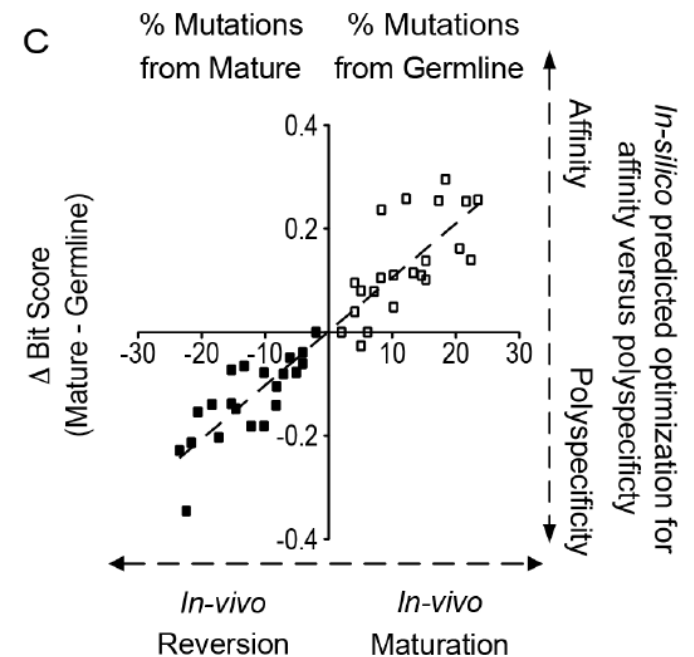 C
% Mutations
from Mature
% Mutations
from Germline
0.4
0.2
-0.2
-0.4
-30
-20
-10
10
20
30
Δ Bit Score
(Mature - Germline)
Affinity
Polyspecificity
In-silico predicted optimization for
affinity versus polyspecificty
In-vivo
Reversion
In-vivo
Maturation